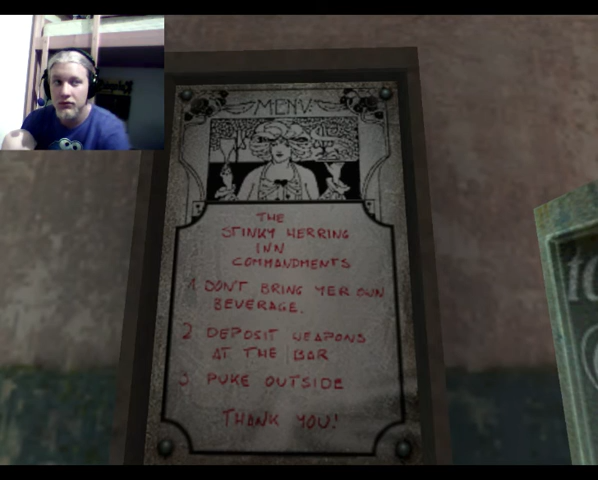 MENU:
THE
STINKY HERRING
INN
COMMANDMENTS
1 DON'T BRING YER OWN
BEVERAGE.
2 DEPOSIT WEAPONS
AT THE BAR
3 PUKE OUTSIDE
THANK YOU!